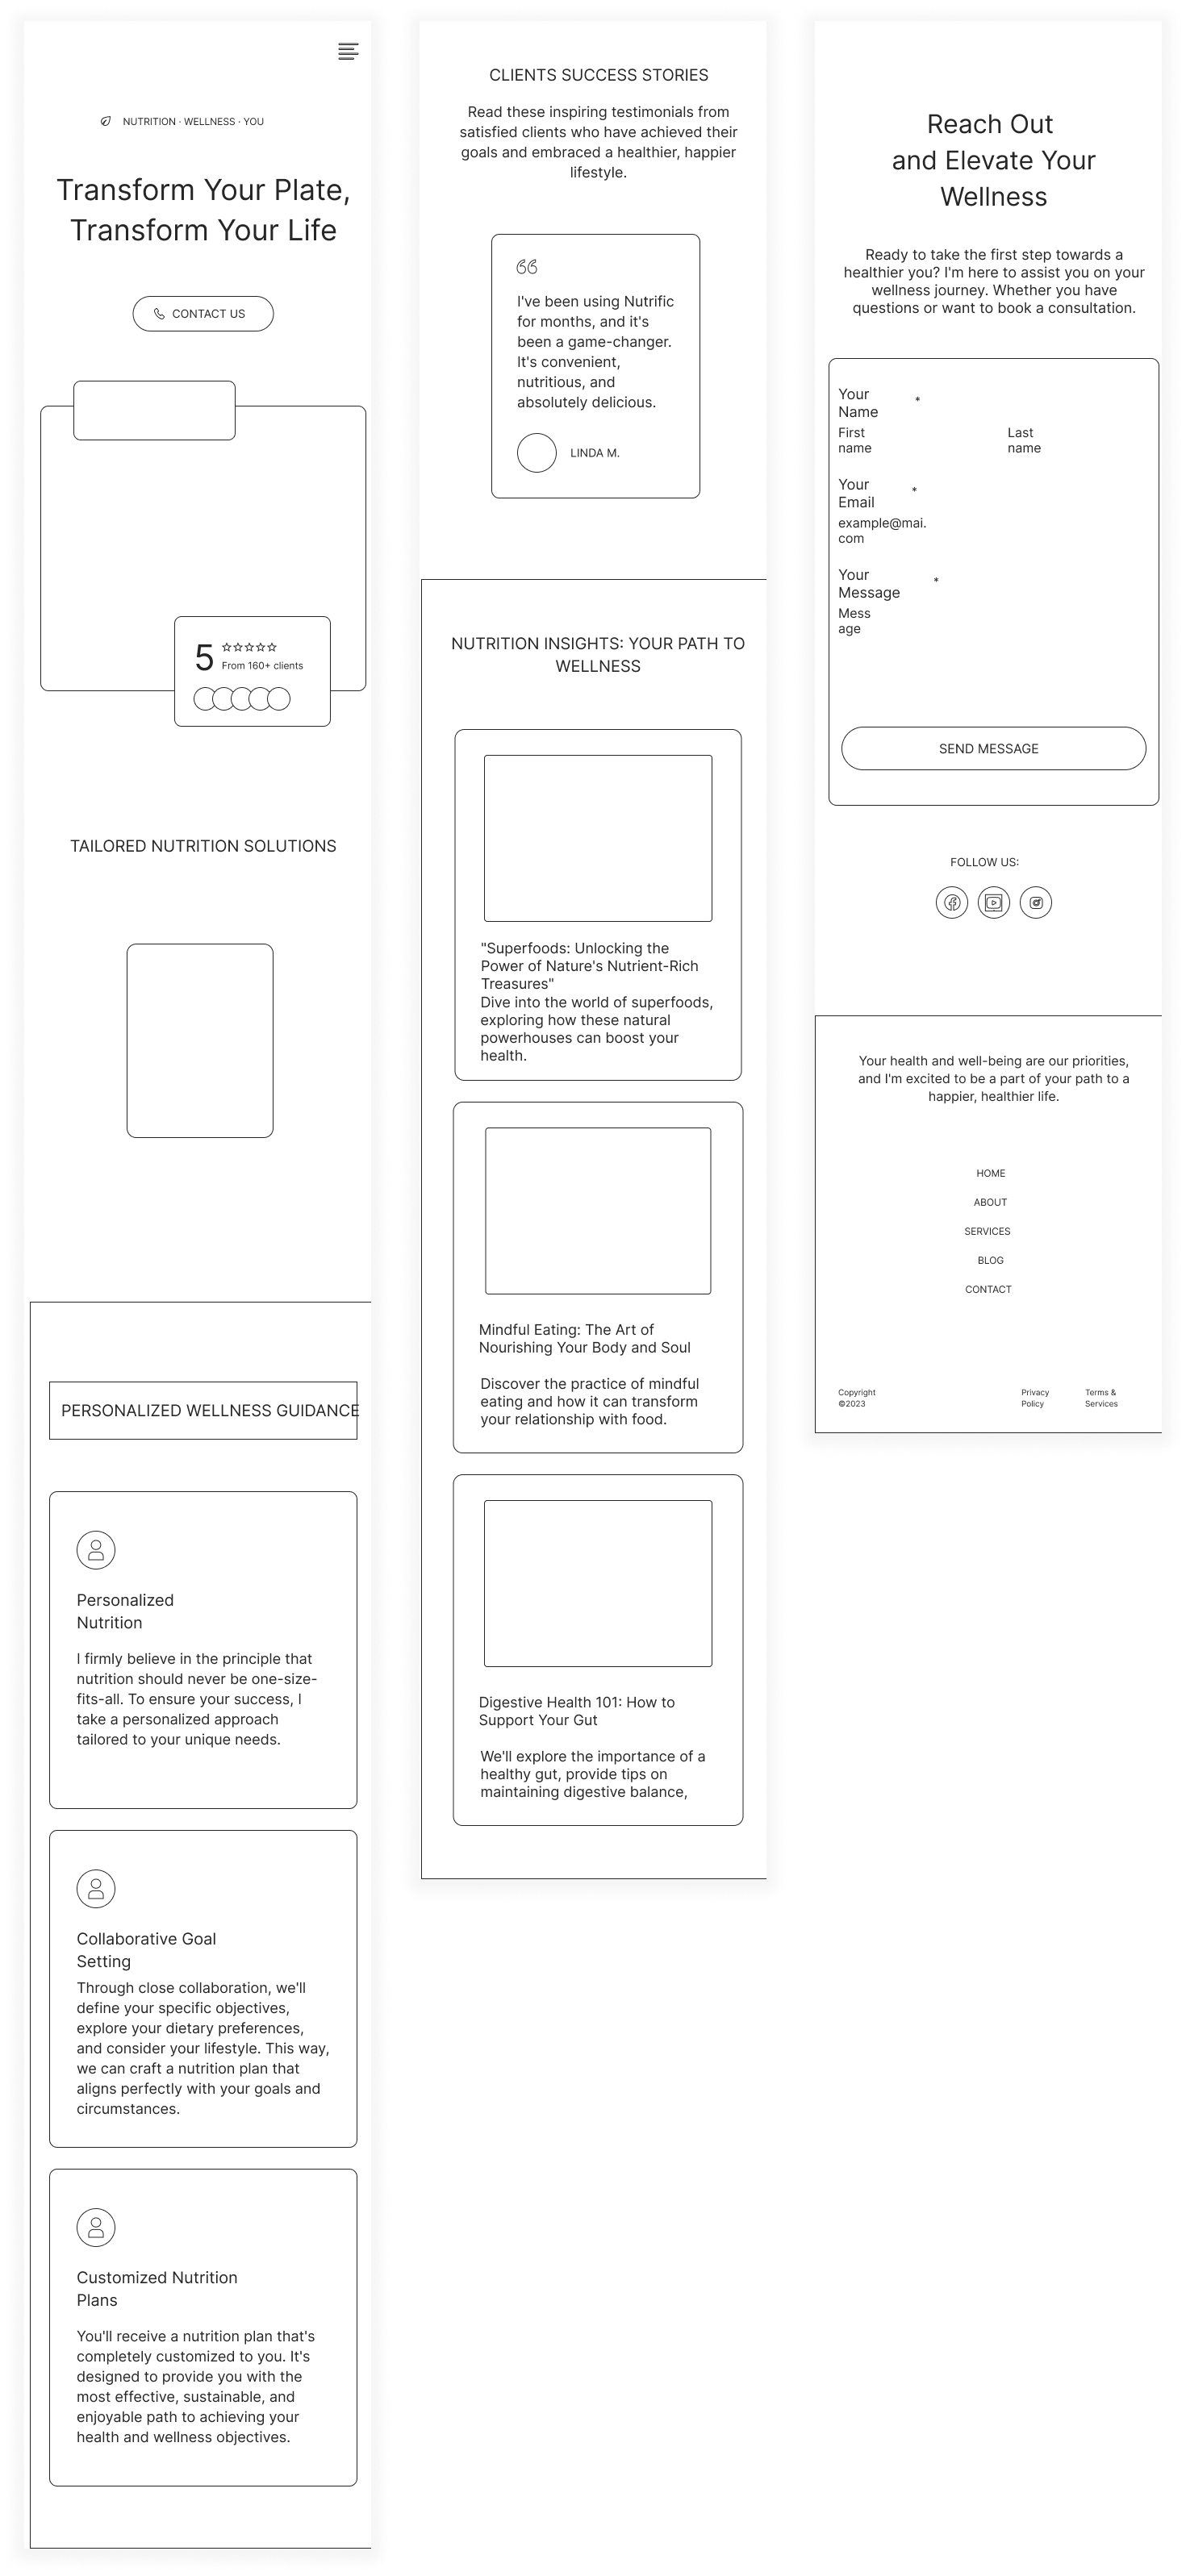 NUTRITION · WELLNESS · YOU
Transform Your Plate,
Transform Your Life
CONTACT US
5
From 160+ clients
TAILORED NUTRITION SOLUTIONS
PERSONALIZED WELLNESS GUIDANCE
Personalized
Nutrition
I firmly believe in the principle that
nutrition should never be one-size-
fits-all. To ensure your success, I
take a personalized approach
tailored to your unique needs.
Collaborative Goal
Setting
Through close collaboration, we'll
define your specific objectives,
explore your dietary preferences,
and consider your lifestyle. This way,
we can craft a nutrition plan that
aligns perfectly with your goals and
circumstances.
Customized Nutrition
Plans
You'll receive a nutrition plan that's
completely customized to you. It's
designed to provide you with the
most effective, sustainable, and
enjoyable path to achieving your
health and wellness objectives.
CLIENTS SUCCESS STORIES
Read these inspiring testimonials from
satisfied clients who have achieved their
goals and embraced a healthier, happier
lifestyle.
I've been using Nutrific
for months, and it's
been a game-changer.
It's convenient,
nutritious, and
absolutely delicious.
LINDA M.
NUTRITION INSIGHTS: YOUR PATH TO
WELLNESS
"Superfoods: Unlocking the
Power of Nature's Nutrient-Rich
Treasures"
Dive into the world of superfoods,
exploring how these natural
powerhouses can boost your
health.
Mindful Eating: The Art of
Nourishing Your Body and Soul
Discover the practice of mindful
eating and how it can transform
your relationship with food.
Digestive Health 101: How to
Support Your Gut
We'll explore the importance of a
healthy gut, provide tips on
maintaining digestive balance,
Reach Out
and Elevate Your
Wellness
Ready to take the first step towards a
healthier you? I'm here to assist you on your
wellness journey. Whether you have
questions or want to book a consultation.
Your
Name *
First
name
Last
name
Your
Email *
example@mai.
com
Your
Message *
Mess
age
SEND MESSAGE
FOLLOW US:
Your health and well-being are our priorities,
and I'm excited to be a part of your path to a
happier, healthier life.
HOME
ABOUT
SERVICES
BLOG
CONTACT
Copyright
©2023
Privacy
Policy
Terms &
Services